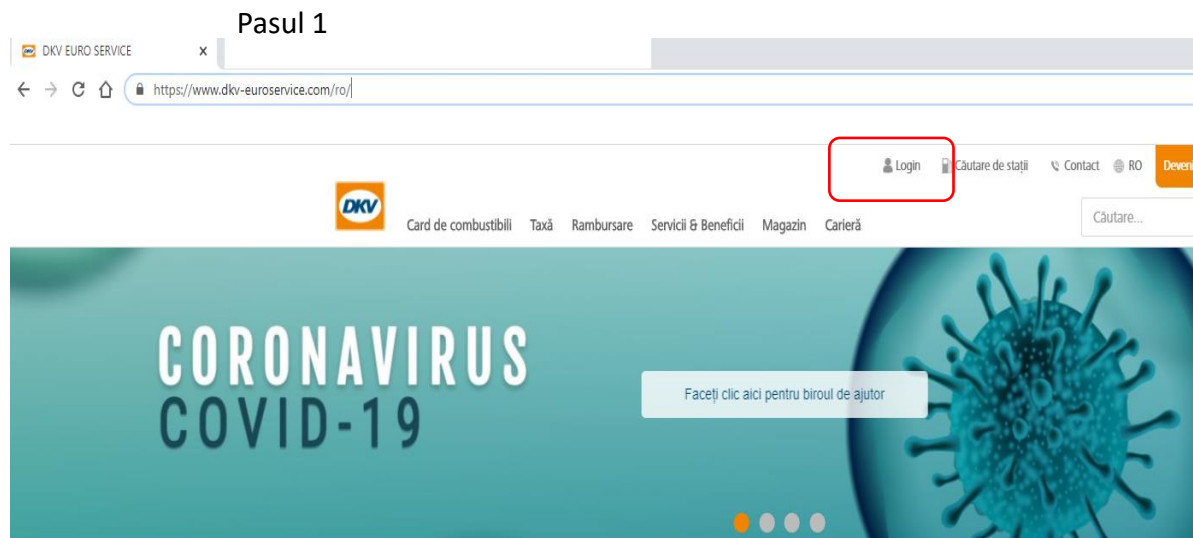 Pasul 1
DKV EURO SERVICE x
https://www.dkv-euroservice.com/ro/
Login Căutare de stații Contact RO
DKV
Card de combustibili Taxă Rambursare Servicii & Beneficii Magazin Carieră
Căutare...
CORONAVIRUS
COVID-19
Faceți clic aici pentru biroul de ajutor